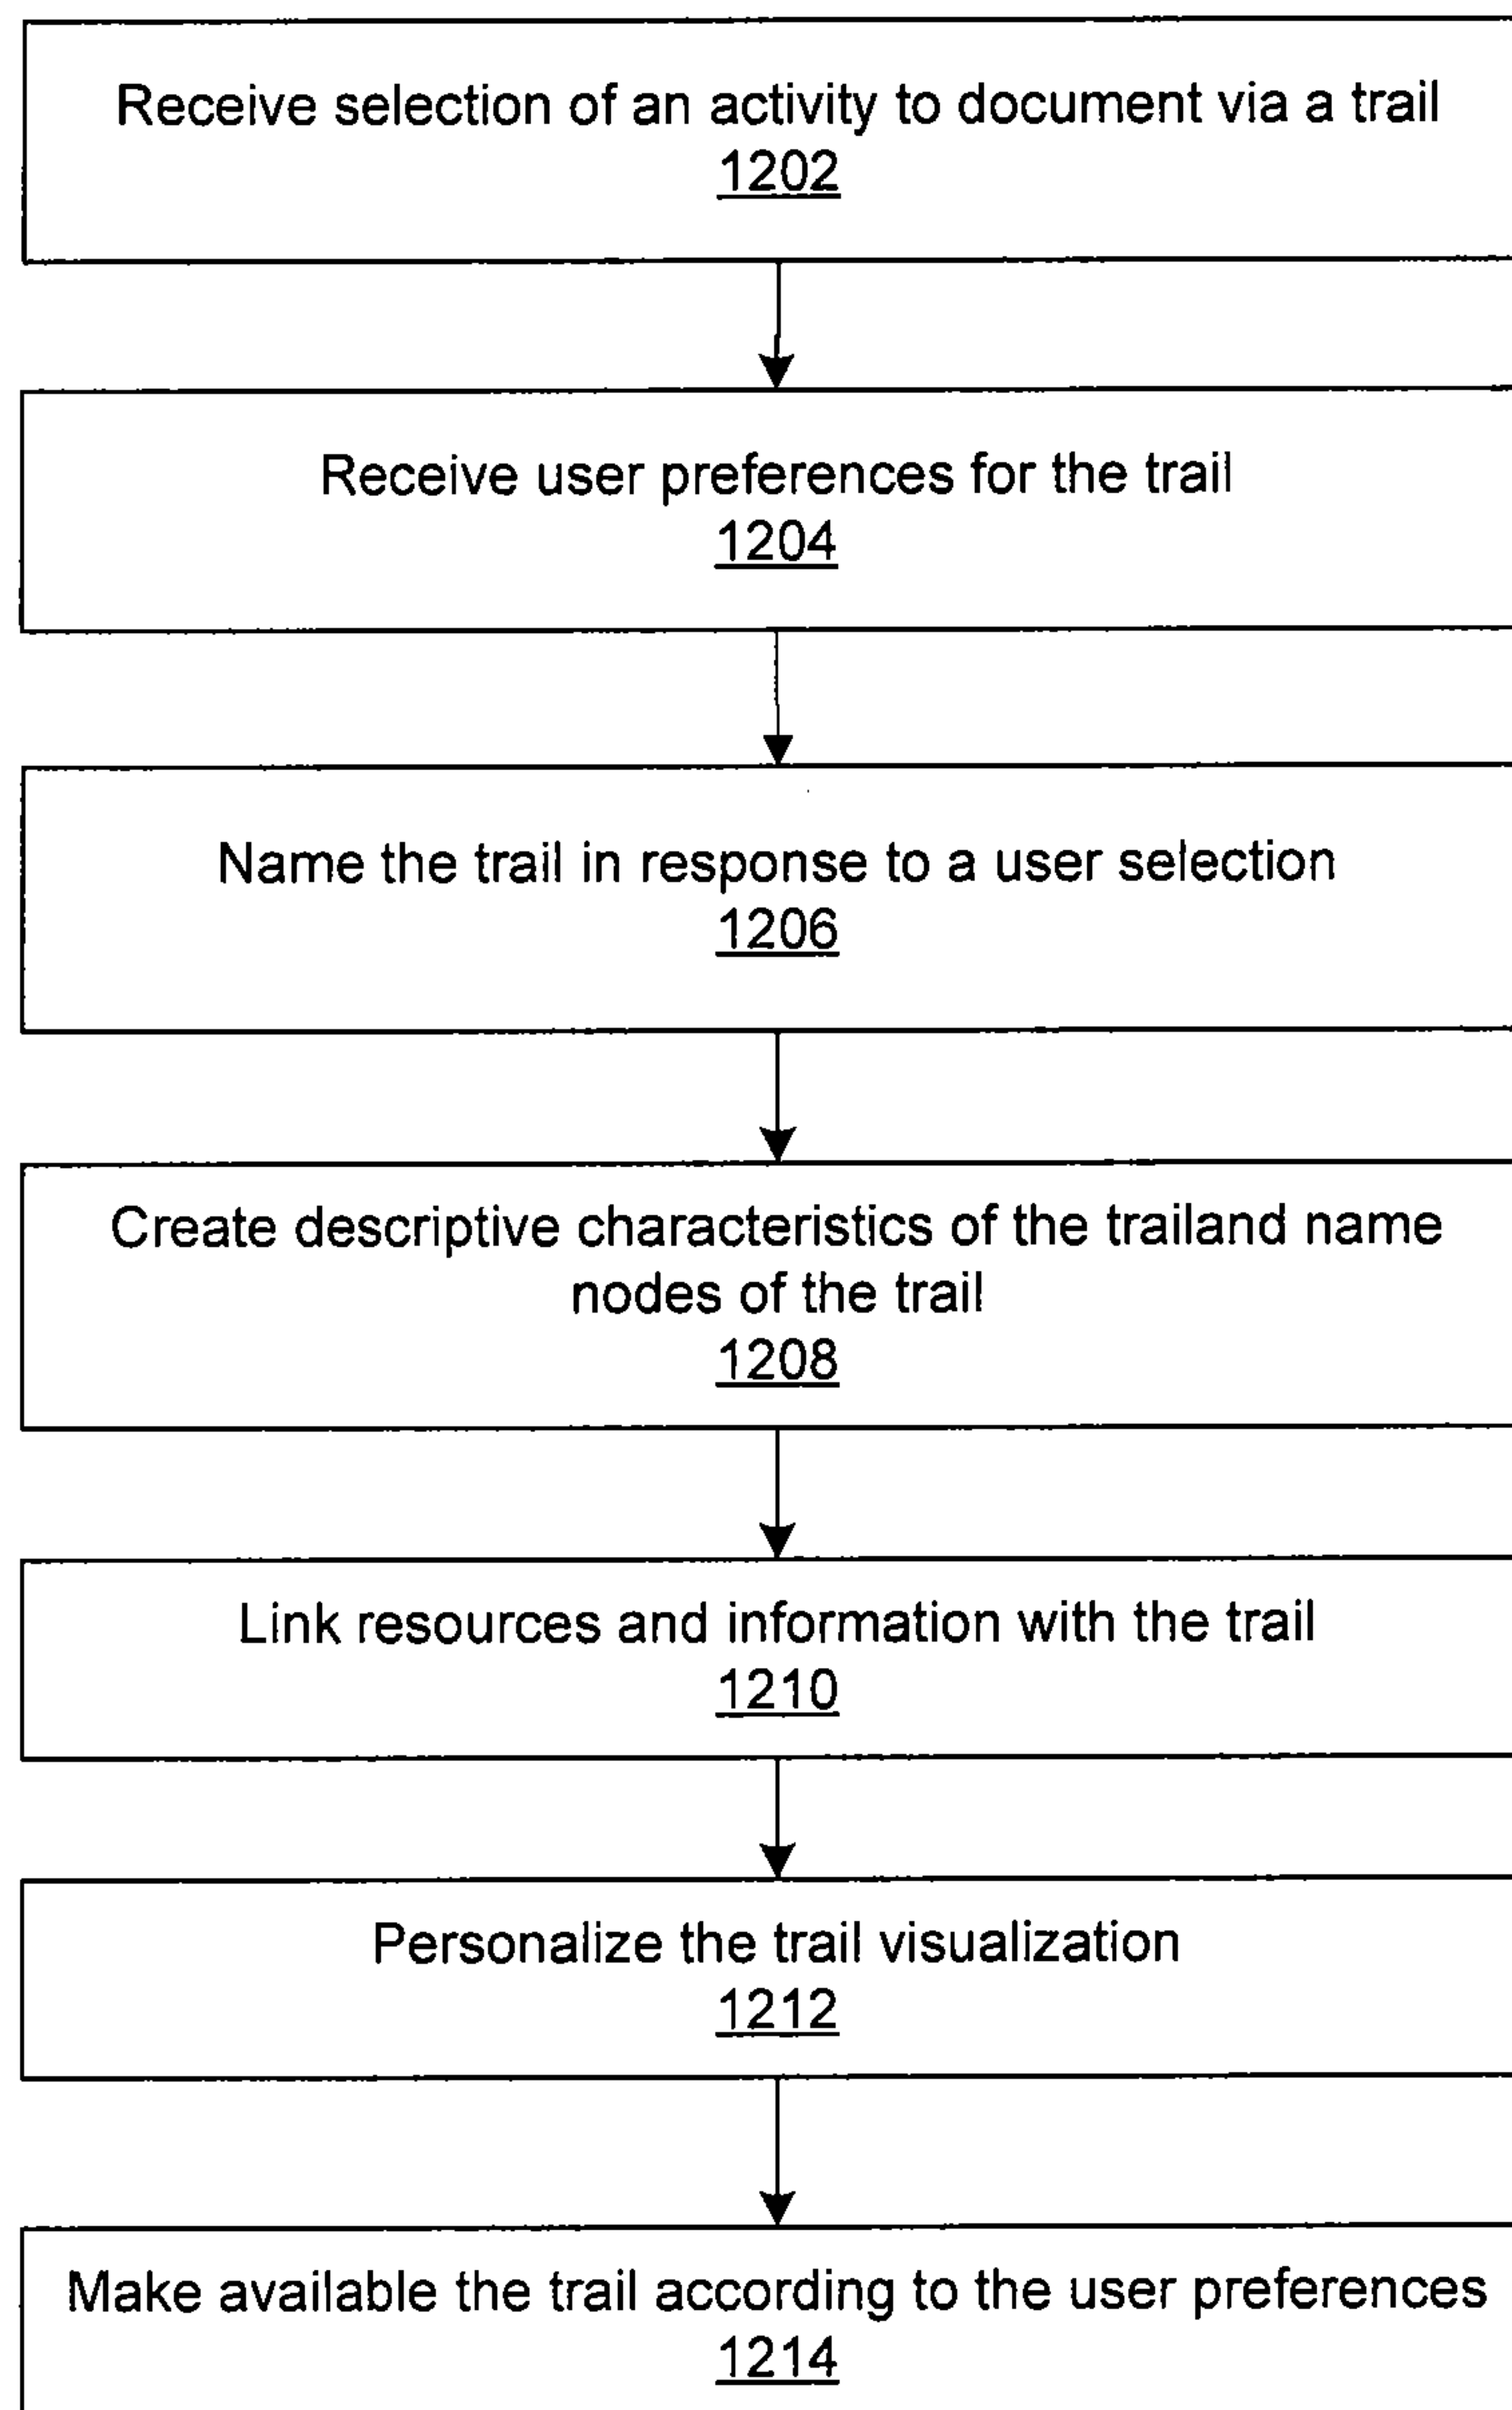 Receive selection of an activity to document via a trail
1202
Receive user preferences for the trail
1204
Name the trail in response to a user selection
1206
Create descriptive characteristics of the trailand name
nodes of the trail
1208
Link resources and information with the trail
1210
Personalize the trail visualization
1212
Make available the trail according to the user preferences
1214